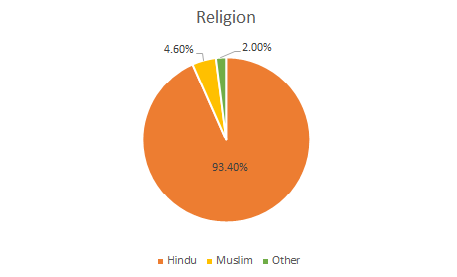 Religion
4.60%
2.00%
93.40%
Hindu Muslim Other